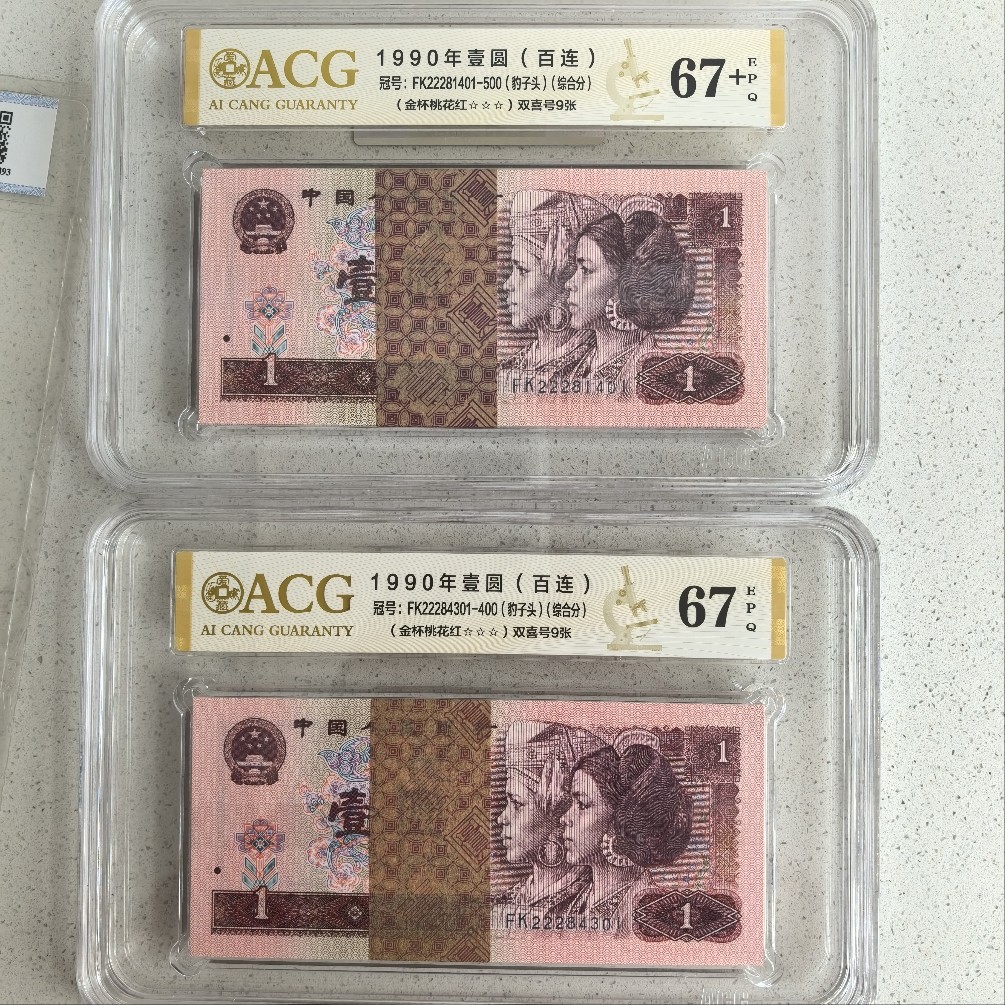 ACG
AI CANG GUARANTY
1990年壹圆（百连）
冠号：FK22281401-500（豹子头）（综合分）
（金杯桃花红☆☆☆）双喜号9张
67+
EPQ
中国
1
壹
1
FK22281401
1
ACG
AI CANG GUARANTY
1990年壹圆（百连）
冠号：FK22284301-400（豹子头）（综合分）
（金杯桃花红☆☆☆）双喜号9张
67
EPQ
中国
1
壹
1
FK22284301
1